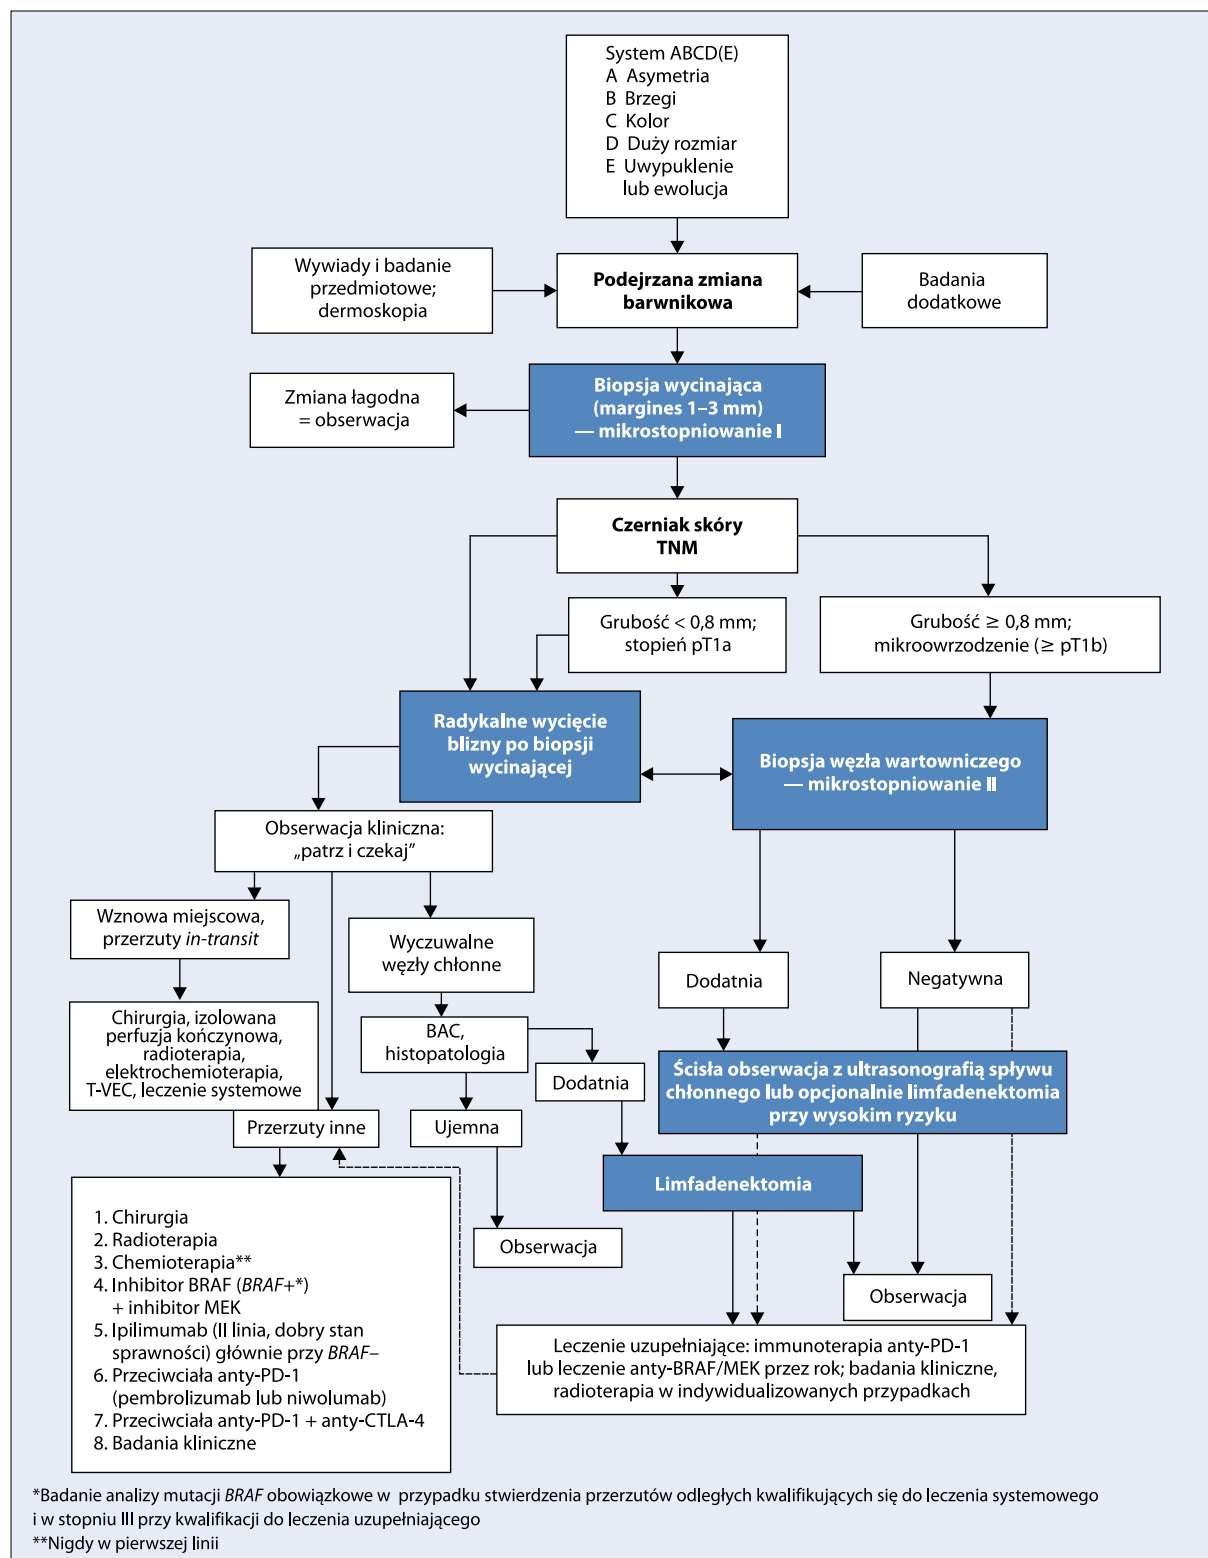 System ABCD(E)
A Asymetria
B Brzegi
C Kolor
D Duży rozmiar
E Uwypuklenie
lub ewolucja
Wywiady i badanie
przedmiotowe;
dermoskopia
Podejrzana zmiana
barwnikowa
Badania
dodatkowe
Zmiana łagodna
= obserwacja
Biopsja wycinająca
(margines 1–3 mm)
— mikrostopniowanie I
Czerniak skóry
TNM
Grubość < 0,8 mm;
stopień pT1a
Grubość ≥ 0,8 mm;
mikroowrzodzenie (≥ pT1b)
Radykalne wycięcie
blizny po biopsji
wycinającej
Biopsja węzła wartowniczego
— mikrostopniowanie II
Obserwacja kliniczna:
„patrz i czekaj”
Wznowa miejscowa,
przerzuty in-transit
Wyczuwalne
węzły chłonne
Dodatnia
Negatywna
Chirurgia, izolowana
perfuzja kończynowa,
radioterapia,
elektrochemioterapia,
T-VEC, leczenie systemowe
BAC,
histopatologia
Dodatnia
Ścisła obserwacja z ultrasonografią spływu
chłonnego lub opcjonalnie limfadenektomia
przy wysokim ryzyku
Przerzuty inne
Ujemna
Limfadenektomia
Obserwacja
Obserwacja
1. Chirurgia
2. Radioterapia
3. Chemioterapia**
4. Inhibitor BRAF (BRAF+*)
+ inhibitor MEK
5. Ipilimumab (II linia, dobry stan
sprawności) głównie przy BRAF–
6. Przeciwciała anty-PD-1
(pembrolizumab lub niwolumab)
7. Przeciwciała anty-PD-1 + anty-CTLA-4
8. Badania kliniczne
Leczenie uzupełniające: immunoterapia anty-PD-1
lub leczenie anty-BRAF/MEK przez rok; badania kliniczne,
radioterapia w indywidualizowanych przypadkach
*Badanie analizy mutacji BRAF obowiązkowe w przypadku stwierdzenia przerzutów odległych kwalifikujących się do leczenia systemowego
i w stopniu III przy kwalifikacji do leczenia uzupełniającego
**Nigdy w pierwszej linii